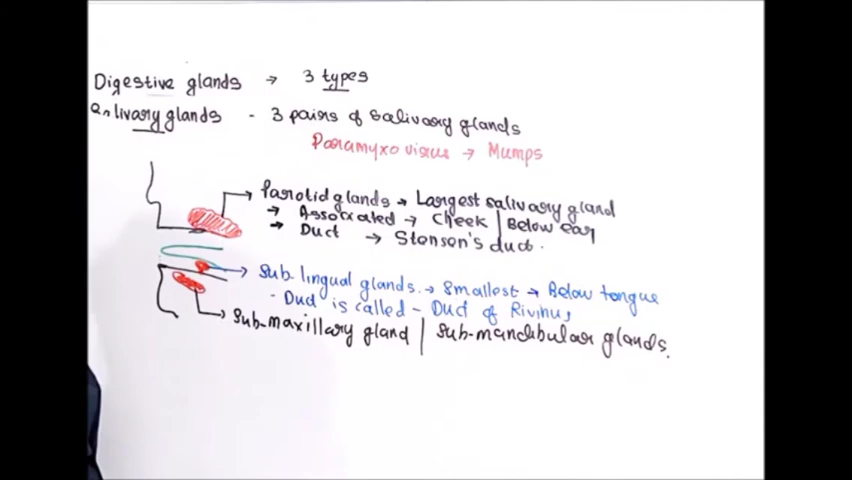 Digestive glands → 3 types
Salivary glands - 3 pairs of Salivary glands
Paramyxo virus → Mumps
Parotid glands → Largest salivary gland
→ Associated → Cheek | Below ear
→ Duct → Stenson's duct.
Sub-lingual glands. → Smallest → Below tongue
- Duct is called - Duct of Rivinus
Sub-maxillary gland | Sub-mandibular glands.